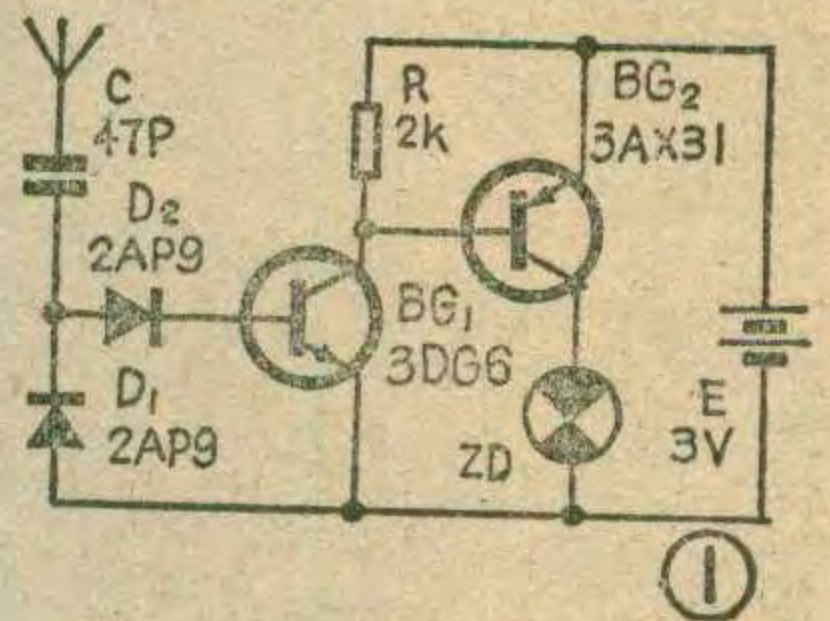 C
47P
D₂
2AP9
D₁
2AP9
R
2k
BG₁
3DG6
BG₂
3AX31
ZD
E
3V
①